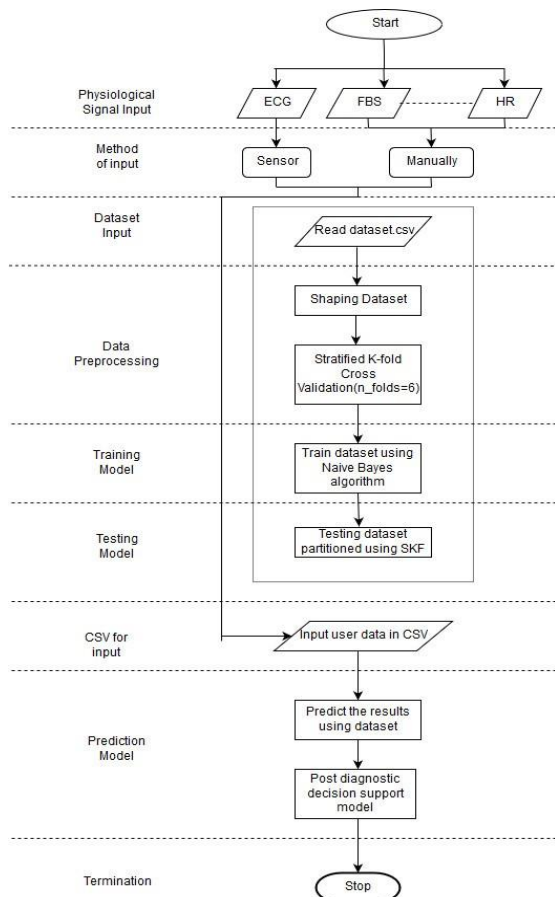 Start
Physiological
Signal Input
ECG
FBS
HR
Method
of input
Sensor
Manually
Dataset
Input
Read dataset.csv
Shaping Dataset
Data
Preprocessing
Stratified K-fold
Cross
Validation(n_folds=6)
Training
Model
Train dataset using
Naive Bayes
algorithm
Testing
Model
Testing dataset
partitioned using SKF
CSV for
input
Input user data in CSV
Prediction
Model
Predict the results
using dataset
Post diagnostic
decision support
model
Termination
Stop